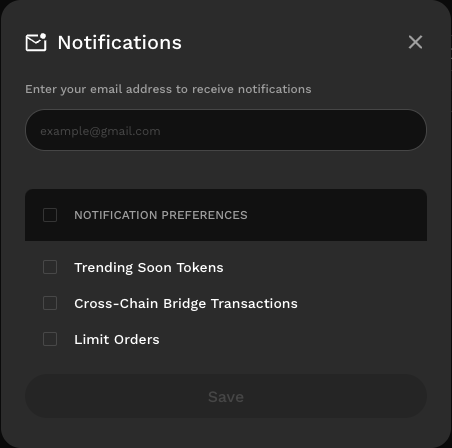 Notifications
Enter your email address to receive notifications
example@gmail.com
NOTIFICATION PREFERENCES
Trending Soon Tokens
Cross-Chain Bridge Transactions
Limit Orders
Save